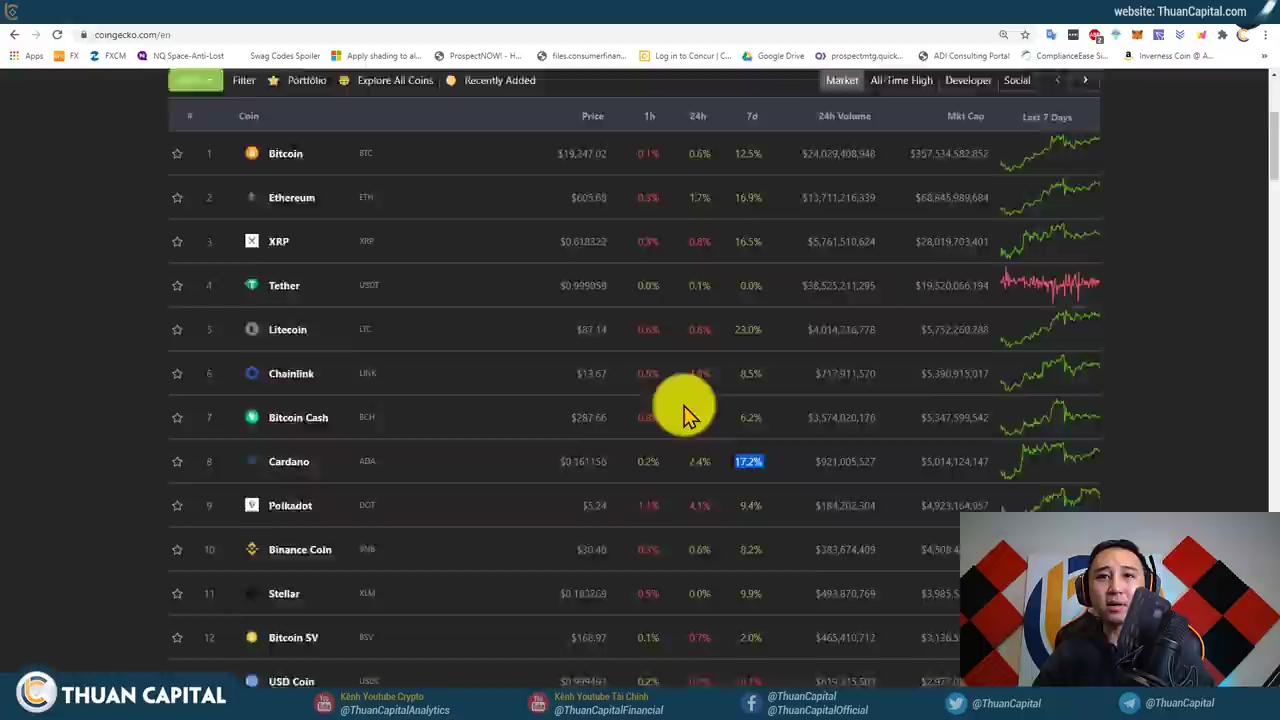 website: ThuanCapital.com
coingecko.com/en
Apps FX FXCM NQ Space-Anti-Lost Swag Codes Spoiler Apply shading to al... ProspectNOW! - K... files.consumerfinan... Log in to Concur | C... Google Drive prospectmtg.quick... ADI Consulting Portal ComplianceEase Si... Inverness Coin @ A...
Filter Portfolio Explore All Coins Recently Added Market All-Time High Developer Social
# Coin Price 1h 24h 7d 24h Volume Mkt Cap Last 7 Days
1 Bitcoin BTC $19,247.02 0.1% 0.6% 12.5% $24,029,408,948 $357,534,582,852
2 Ethereum ETH $605.68 0.3% 1.7% 16.9% $13,711,216,339 $68,845,989,684
3 XRP XRP $0.618322 0.8% 16.5% $5,761,510,624 $28,019,703,401
4 Tether USDT $0.999059 0.0% 0.1% 0.0% $38,525,211,295 $19,520,066,194
5 Litecoin LTC $87.14 0.6% 0.8% 23.0% $4,014,716,778 $5,752,260,288
6 Chainlink LINK $13.67 8.5% $717,911,570 $5,390,915,017
7 Bitcoin Cash BCH $287.66 6.2% $3,574,020,176 $5,347,599,542
8 Cardano ADA $0.161156 0.2% 17.2% $921,005,527 $5,014,124,147
9 Polkadot DOT $5.24 1.1% 4.1% 9.4% $184,202,304 $4,923,164,957
10 Binance Coin BNB $30.46 0.3% 0.6% 8.2% $383,674,409
11 Stellar XLM 0.5% 0.0% 9.9% $493,870,769
12 Bitcoin SV BSV $168.97 0.1% 0.7% 2.0% $465,410,712
USD Coin
THUAN CAPITAL
Kênh Youtube Crypto
@ThuanCapitalAnalytics
Kênh Youtube Tài Chính
@ThuanCapitalFinancial
@ThuanCapital
@ThuanCapitalOfficial
@ThuanCapital
@ThuanCapital